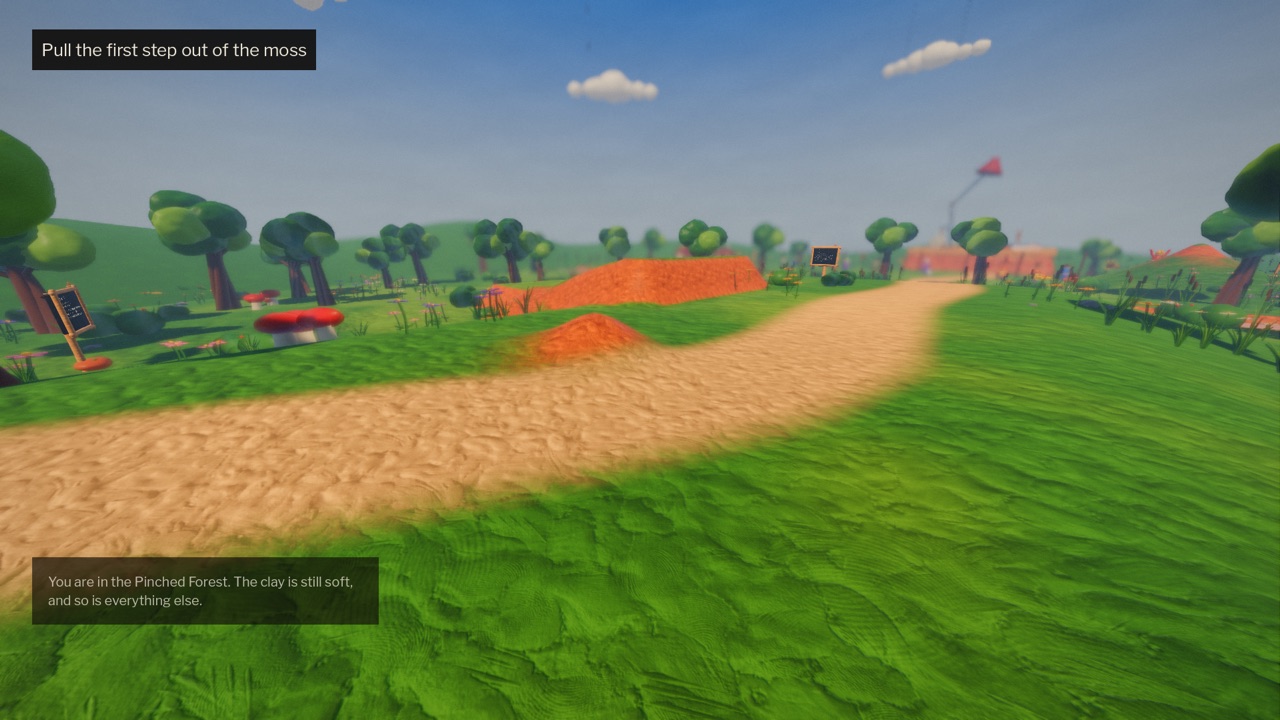 Pull the first step out of the moss
You are in the Pinched Forest. The clay is still soft,
and so is everything else.